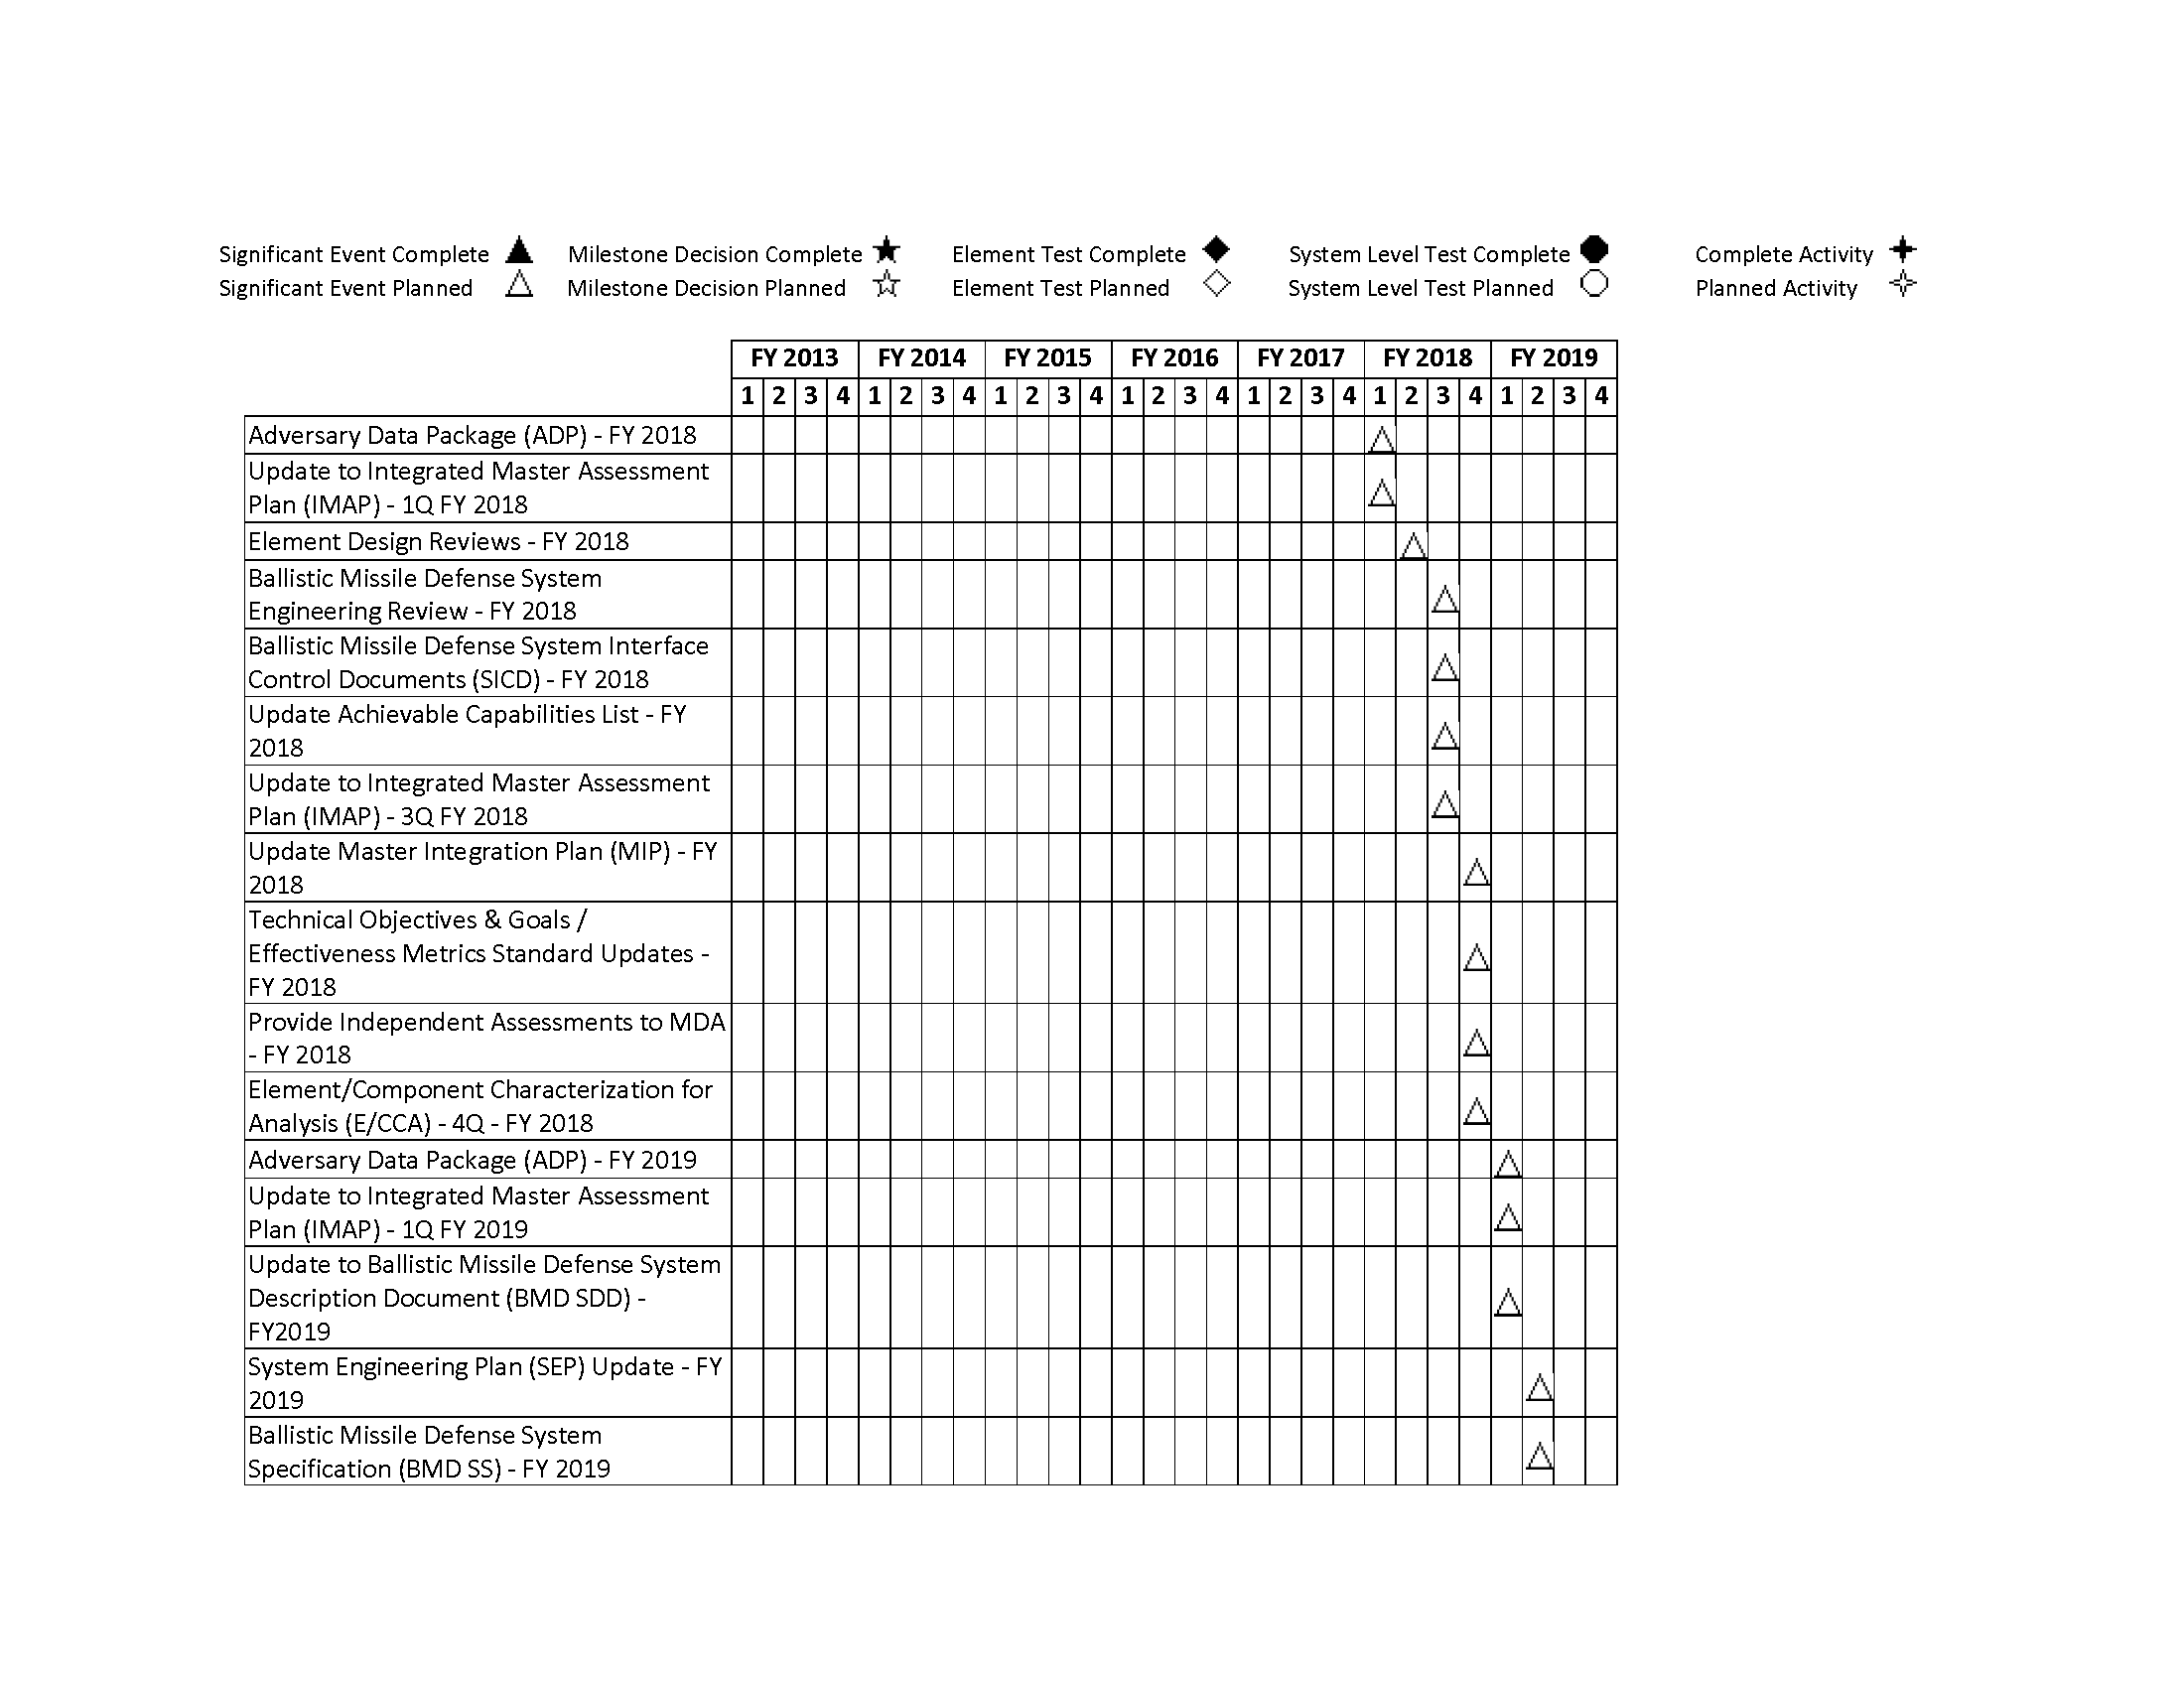 Significant Event Complete Milestone Decision Complete Element Test Complete System Level Test Complete Complete Activity
Significant Event Planned Milestone Decision Planned Element Test Planned System Level Test Planned Planned Activity
FY 2013 FY 2014 FY 2015 FY 2016 FY 2017 FY 2018 FY 2019
1 2 3 4 1 2 3 4 1 2 3 4 1 2 3 4 1 2 3 4 1 2 3 4 1 2 3 4
Adversary Data Package (ADP) - FY 2018
Update to Integrated Master Assessment
Plan (IMAP) - 1Q FY 2018
Element Design Reviews - FY 2018
Ballistic Missile Defense System
Engineering Review - FY 2018
Ballistic Missile Defense System Interface
Control Documents (SICD) - FY 2018
Update Achievable Capabilities List - FY
2018
Update to Integrated Master Assessment
Plan (IMAP) - 3Q FY 2018
Update Master Integration Plan (MIP) - FY
2018
Technical Objectives & Goals /
Effectiveness Metrics Standard Updates -
FY 2018
Provide Independent Assessments to MDA
- FY 2018
Element/Component Characterization for
Analysis (E/CCA) - 4Q - FY 2018
Adversary Data Package (ADP) - FY 2019
Update to Integrated Master Assessment
Plan (IMAP) - 1Q FY 2019
Update to Ballistic Missile Defense System
Description Document (BMD SDD) -
FY2019
System Engineering Plan (SEP) Update - FY
2019
Ballistic Missile Defense System
Specification (BMD SS) - FY 2019